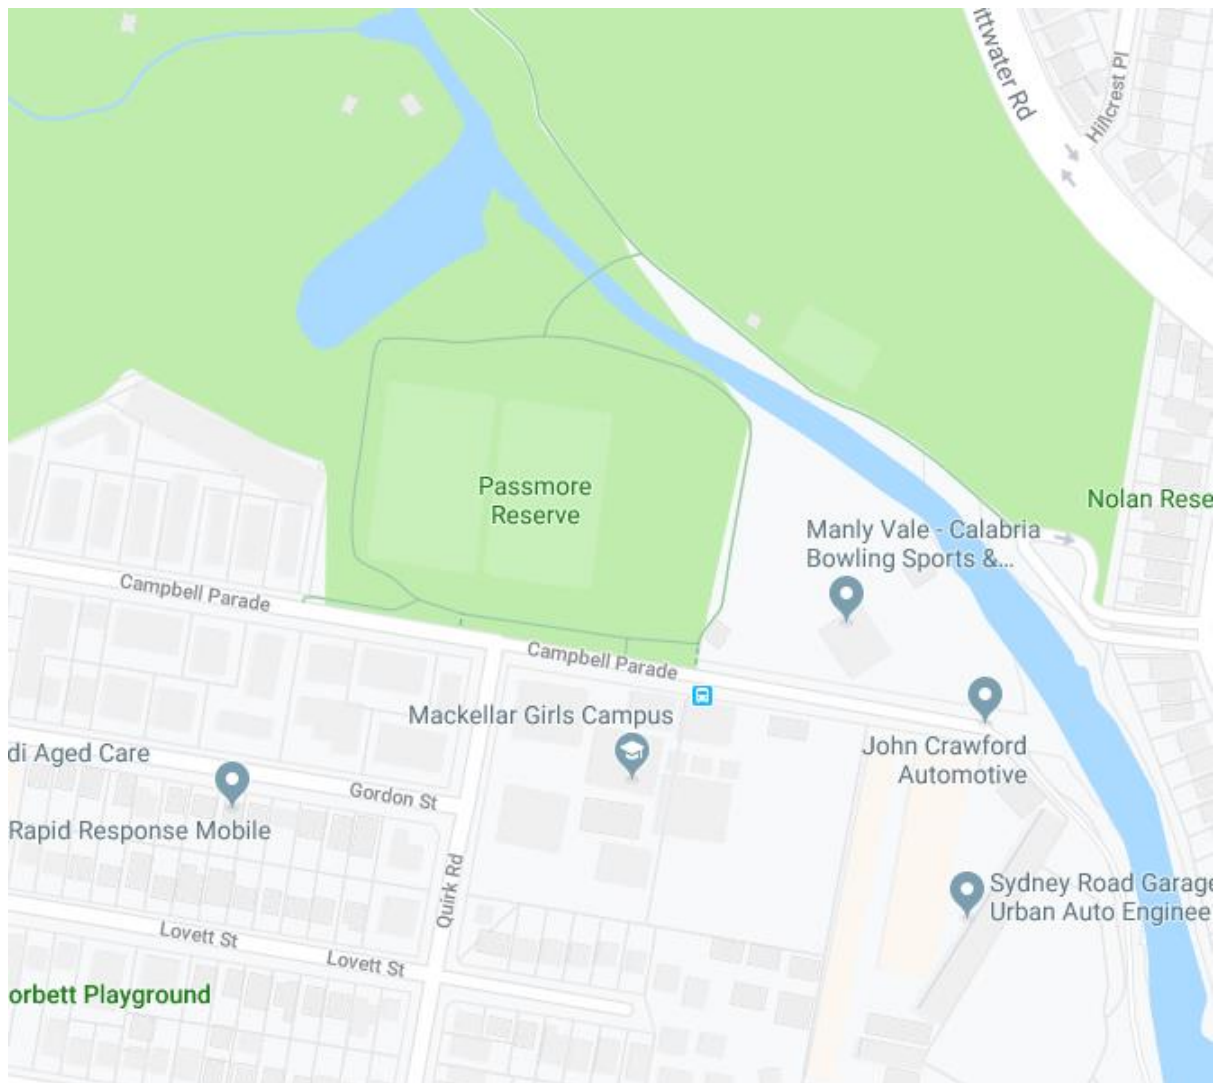 ittwater Rd
Hillcrest Pl
Passmore
Reserve
Nolan Rese
Manly Vale - Calabria
Bowling Sports &...
Campbell Parade
Campbell Parade
Mackellar Girls Campus
John Crawford
Automotive
di Aged Care
Gordon St
Rapid Response Mobile
Quirk Rd
Sydney Road Garage
Urban Auto Enginee
Lovett St
Lovett St
orbett Playground